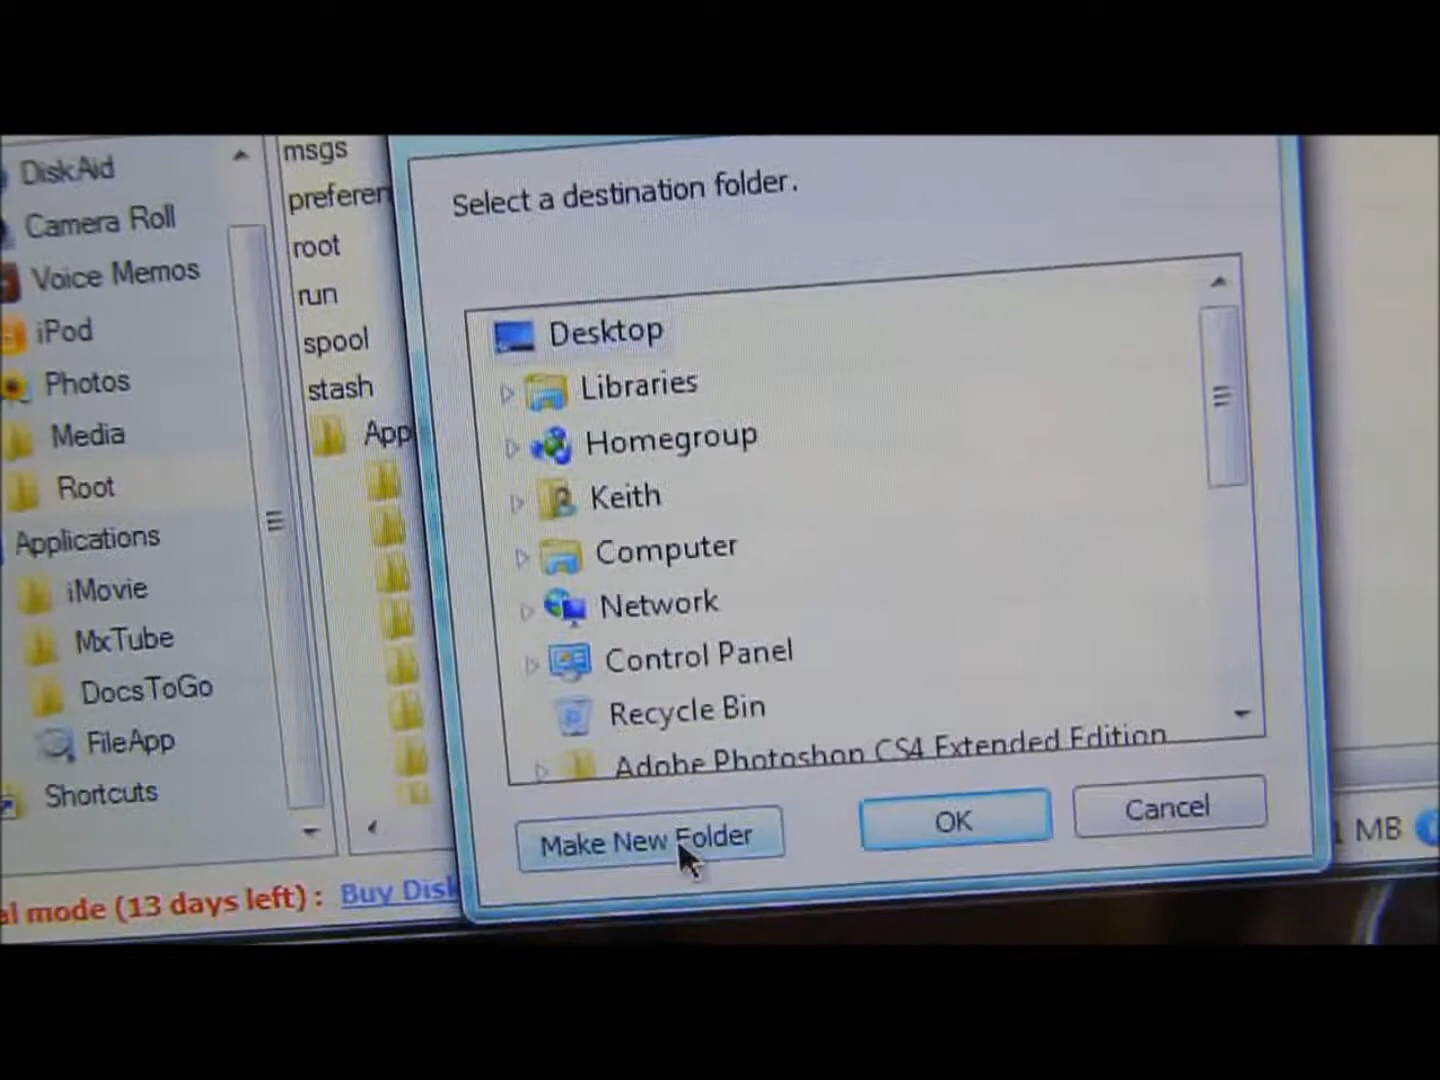 DiskAid
Camera Roll
Voice Memos
iPod
Photos
Media
Root
Applications
iMovie
MxTube
DocsToGo
FileApp
Shortcuts
msgs
preferen
root
run
spool
stash
App
Select a destination folder.
Desktop
Libraries
Homegroup
Keith
Computer
Network
Control Panel
Recycle Bin
Adobe Photoshop CS4 Extended Edition
Make New Folder
OK
Cancel
1 MB
al mode (13 days left) : Buy Disk